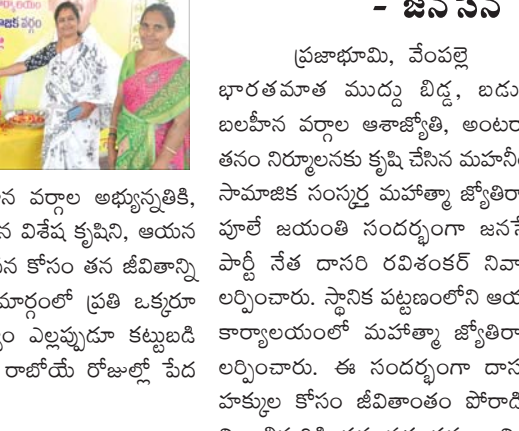 కార్యాలయం
వర్గం
వర్గాల అభ్యున్నతికి,
విశేష కృషిని, ఆయన
కోసం తన జీవితాన్ని
మార్గంలో ప్రతి ఒక్కరూ
ఎల్లప్పుడూ కట్టుబడి
రాబోయే రోజుల్లో పేద
- జనసేన
ప్రజాభూమి, వేంపల్లె
భారతమాత ముద్దు బిడ్డ, బడు
బలహీన వర్గాల ఆశాజ్యోతి, అంటరా
తనం నిర్మూలనకు కృషి చేసిన మహనీ
సామాజిక సంస్కర్త మహాత్మా జ్యోతిరా
పూలే జయంతి సందర్భంగా జనసే
పార్టీ నేత దాసరి రవిశంకర్ నివా
లర్పించారు. స్థానిక పట్టణంలోని ఆయ
కార్యాలయంలో మహాత్మా జ్యోతిరా
లర్పించారు. ఈ సందర్భంగా దాస
హక్కుల కోసం జీవితాంతం పోరాడి